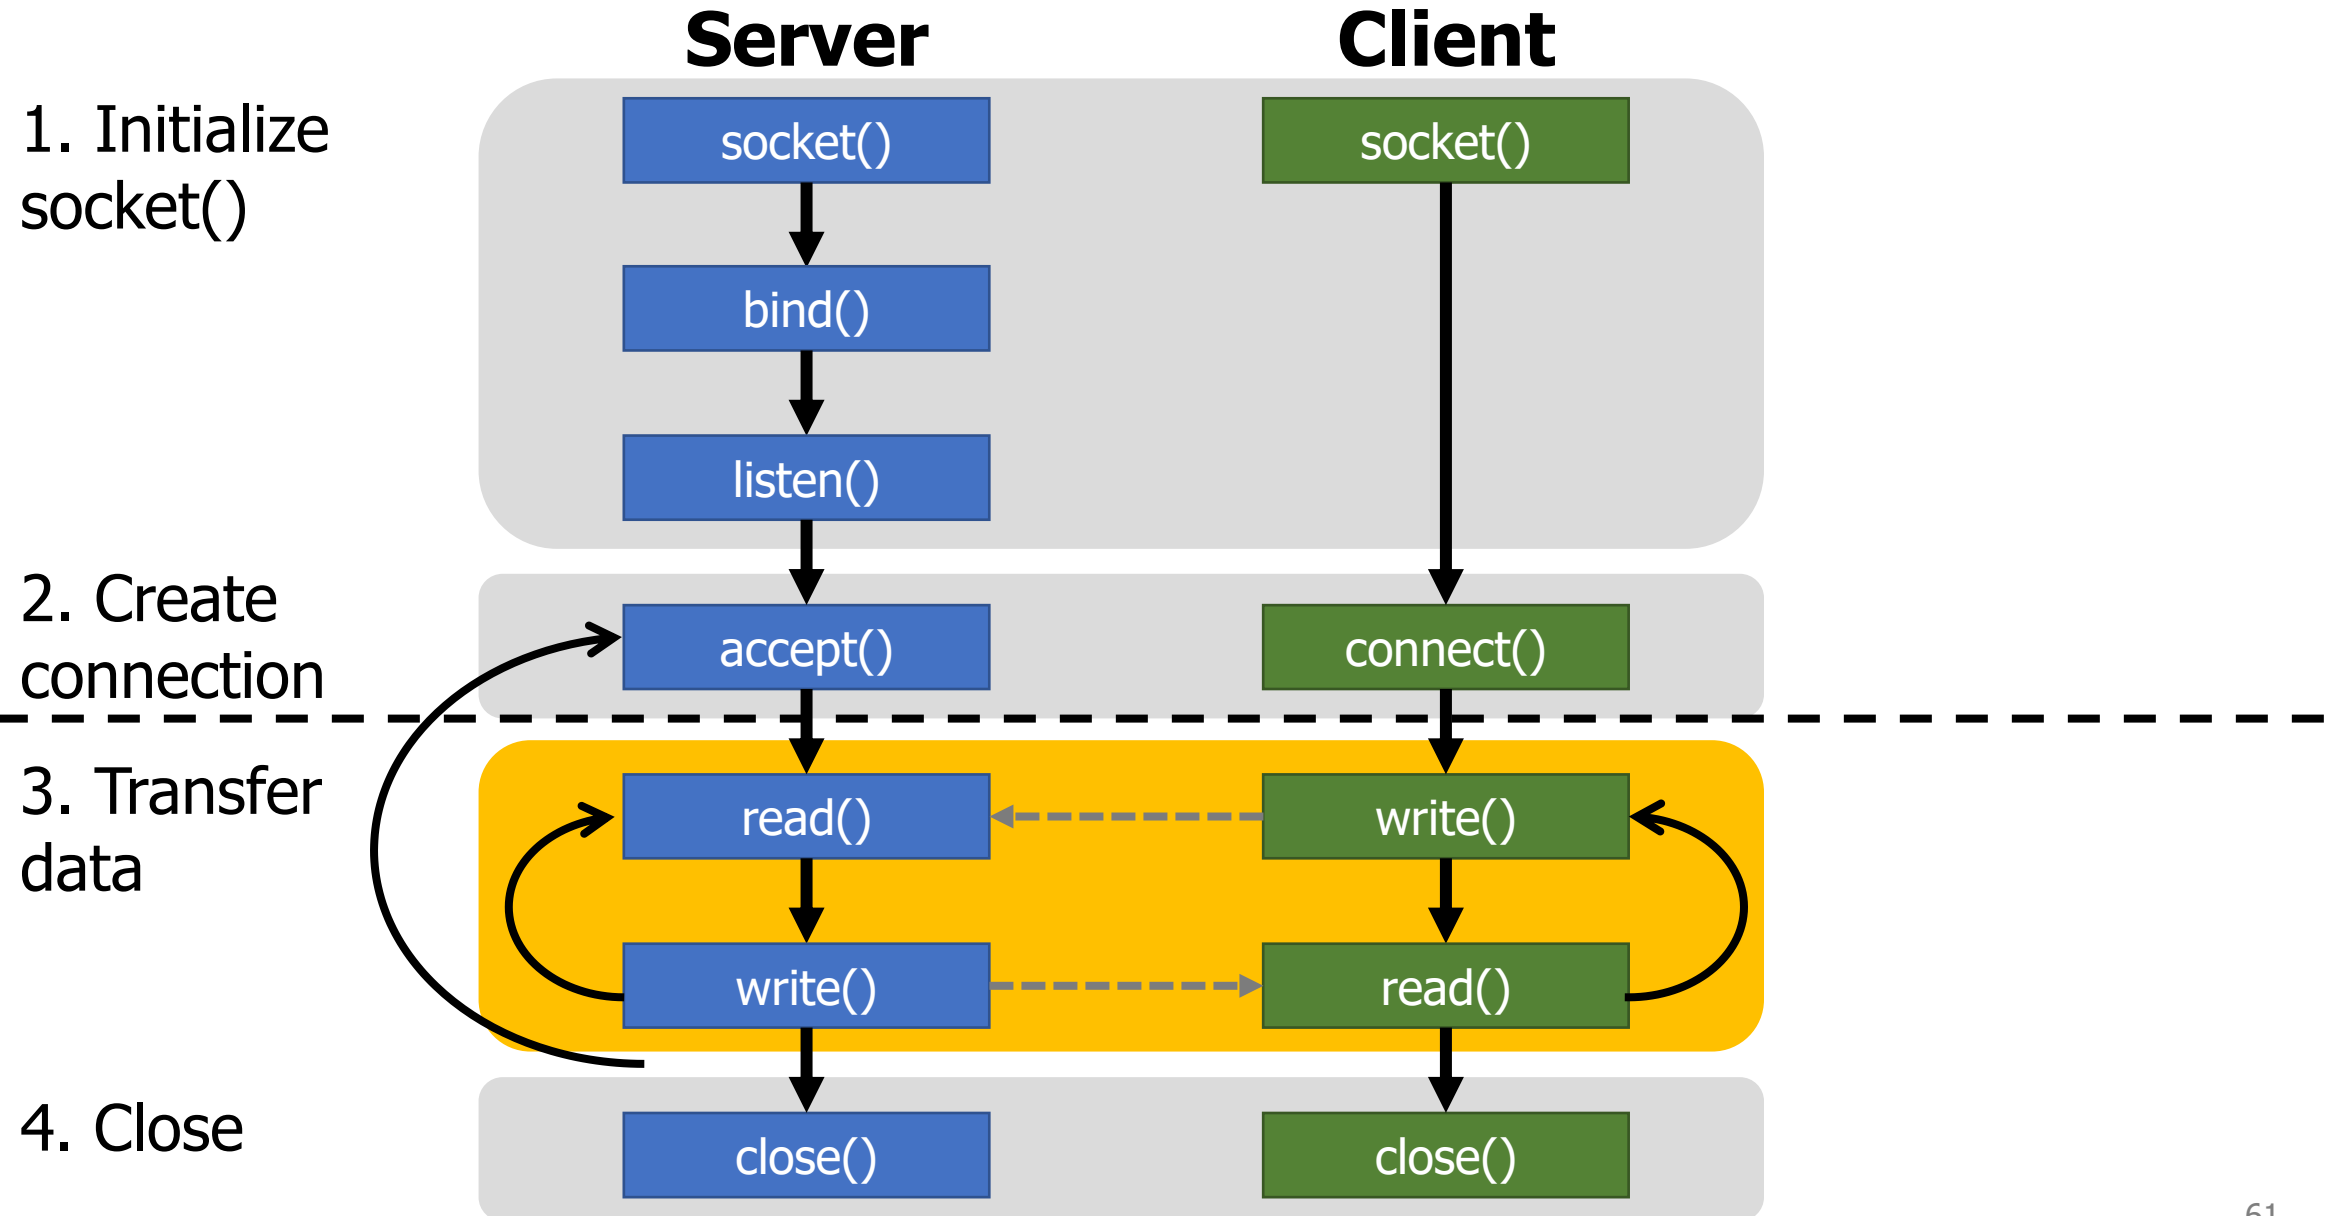 Server
Client
1. Initialize
socket()
socket()
socket()
bind()
listen()
2. Create
connection
accept()
connect()
3. Transfer
data
read()
write()
write()
read()
4. Close
close()
close()
61